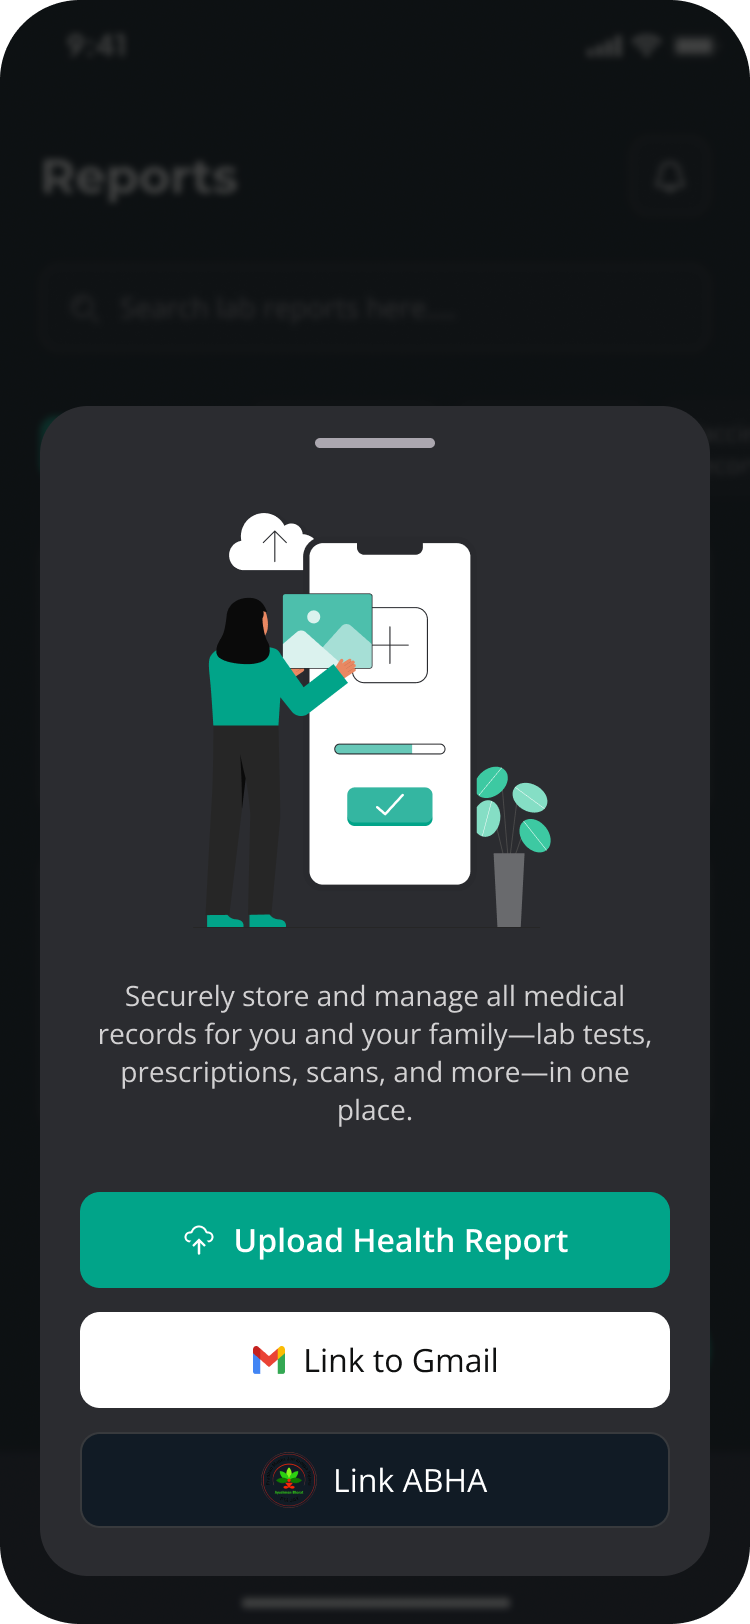 9:41
Reports
Search lab reports here...
Securely store and manage all medical
records for you and your family—lab tests,
prescriptions, scans, and more—in one
place.
Upload Health Report
Link to Gmail
Link ABHA